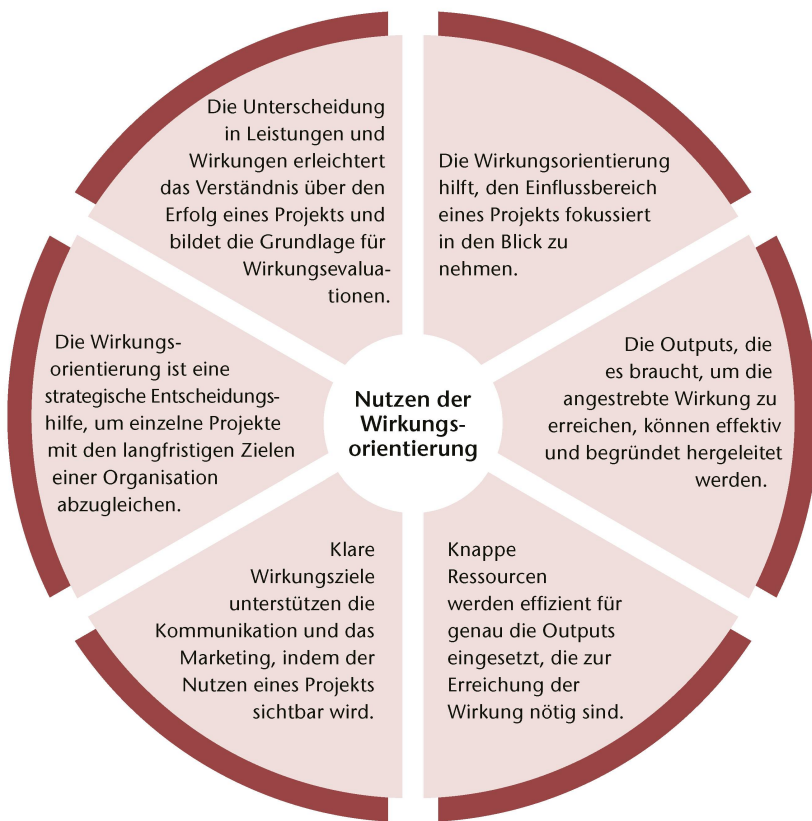 Die Unterscheidung
in Leistungen und
Wirkungen erleichtert
das Verständnis über den
Erfolg eines Projekts und
bildet die Grundlage für
Wirkungsevalua-
tionen.
Die Wirkungsorientierung
hilft, den Einflussbereich
eines Projekts fokussiert
in den Blick zu
nehmen.
Die Wirkungs-
orientierung ist eine
strategische Entscheidungs-
hilfe, um einzelne Projekte
mit den langfristigen Zielen
einer Organisation
abzugleichen.
Nutzen der
Wirkungs-
orientierung
Die Outputs, die
es braucht, um die
angestrebte Wirkung zu
erreichen, können effektiv
und begründet hergeleitet
werden.
Klare
Wirkungsziele
unterstützen die
Kommunikation und das
Marketing, indem der
Nutzen eines Projekts
sichtbar wird.
Knappe
Ressourcen
werden effizient für
genau die Outputs
eingesetzt, die zur
Erreichung der
Wirkung nötig sind.